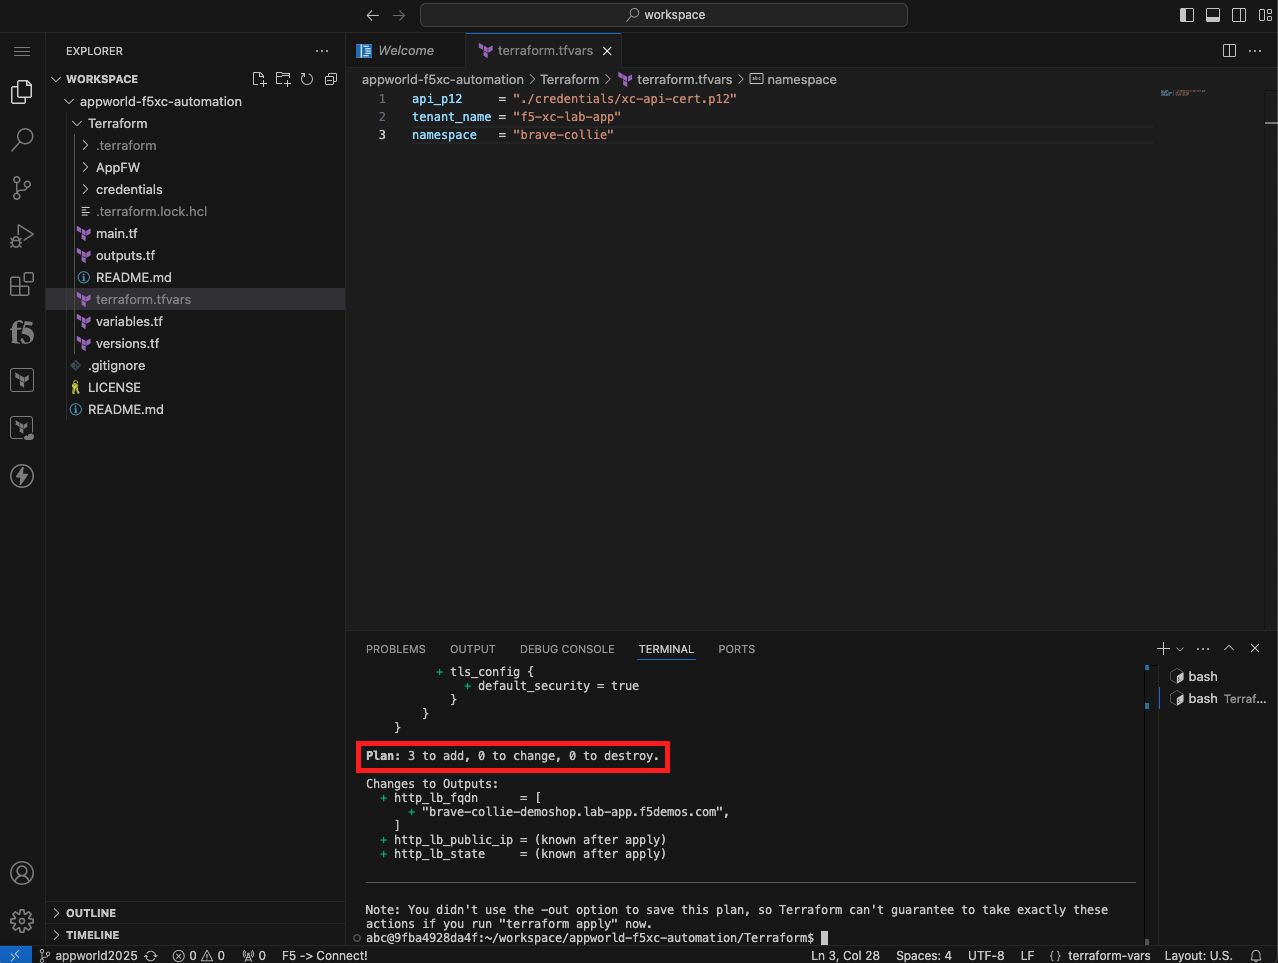 workspace
EXPLORER
Welcome
terraform.tfvars
WORKSPACE
appworld-f5xc-automation
Terraform
.terraform
AppFW
credentials
.terraform.lock.hcl
main.tf
outputs.tf
README.md
terraform.tfvars
variables.tf
versions.tf
.gitignore
LICENSE
README.md
f5
OUTLINE
TIMELINE
appworld-f5xc-automation > Terraform > terraform.tfvars > abc namespace
1 api_p12 = "./credentials/xc-api-cert.p12"
2 tenant_name = "f5-xc-lab-app"
3 namespace = "brave-collie"
PROBLEMS OUTPUT DEBUG CONSOLE TERMINAL PORTS
+ tls_config {
+ default_security = true
}
}
}
Plan: 3 to add, 0 to change, 0 to destroy.
Changes to Outputs:
+ http_lb_fqdn = [
+ "brave-collie-demoshop.lab-app.f5demos.com",
]
+ http_lb_public_ip = (known after apply)
+ http_lb_state = (known after apply)
Note: You didn't use the -out option to save this plan, so Terraform can't guarantee to take exactly these
actions if you run "terraform apply" now.
abc@9fba4928da4f:~/workspace/appworld-f5xc-automation/Terraform$
bash
bash Terraf...
appworld2025 0 0 0 F5 -> Connect! Ln 3, Col 28 Spaces: 4 UTF-8 LF {} terraform-vars Layout: U.S.